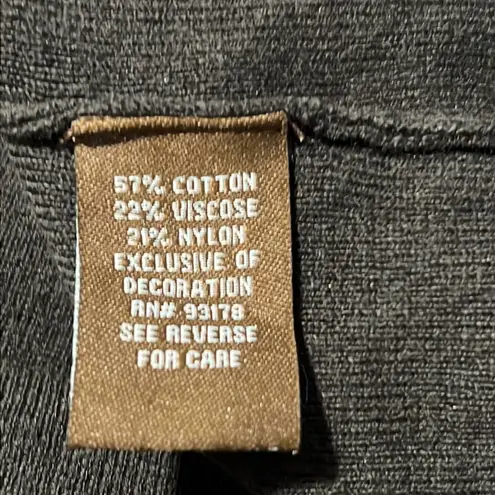 57% COTTON
22% VISCOSE
21% NYLON
EXCLUSIVE OF
DECORATION
RN# 93178
SEE REVERSE
FOR CARE